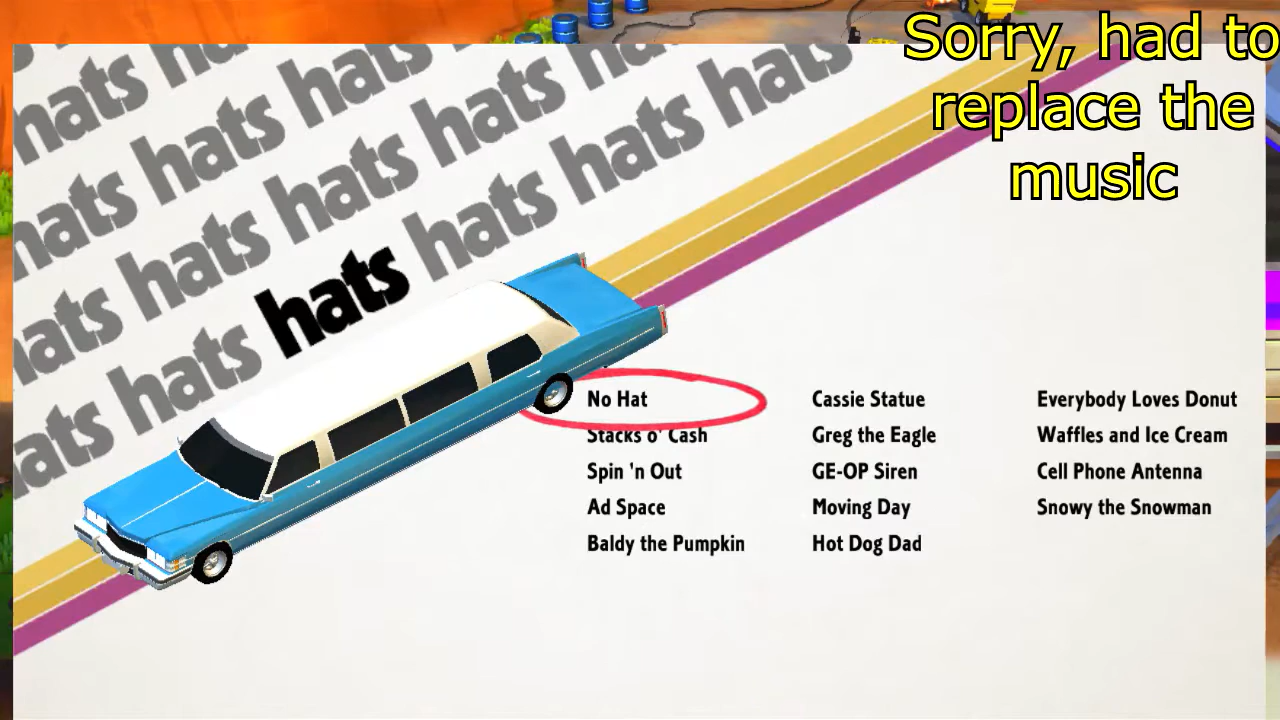 Sorry, had to
replace the
music
hats hats hats hats
hats hats hats hats
hats hats hats hats hats hats
hats hats hats hats hats
No Hat
Stacks o' Cash
Spin 'n Out
Ad Space
Baldy the Pumpkin
Cassie Statue
Greg the Eagle
GE-OP Siren
Moving Day
Hot Dog Dad
Everybody Loves Donut
Waffles and Ice Cream
Cell Phone Antenna
Snowy the Snowman